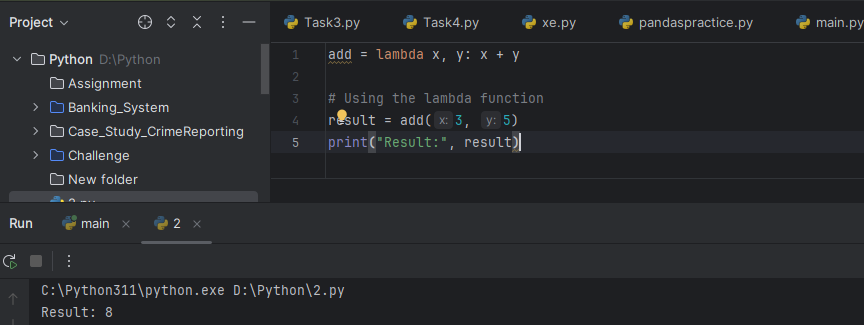 Project
Task3.py
Task4.py
xe.py
pandaspractice.py
main.py
Python D:\Python
Assignment
Banking_System
Case_Study_CrimeReporting
Challenge
New folder
1 add = lambda x, y: x + y
2
3 # Using the lambda function
4 result = add( x: 3, y: 5)
5 print("Result:", result)
Run
main
2
C:\Python311\python.exe D:\Python\2.py
Result: 8